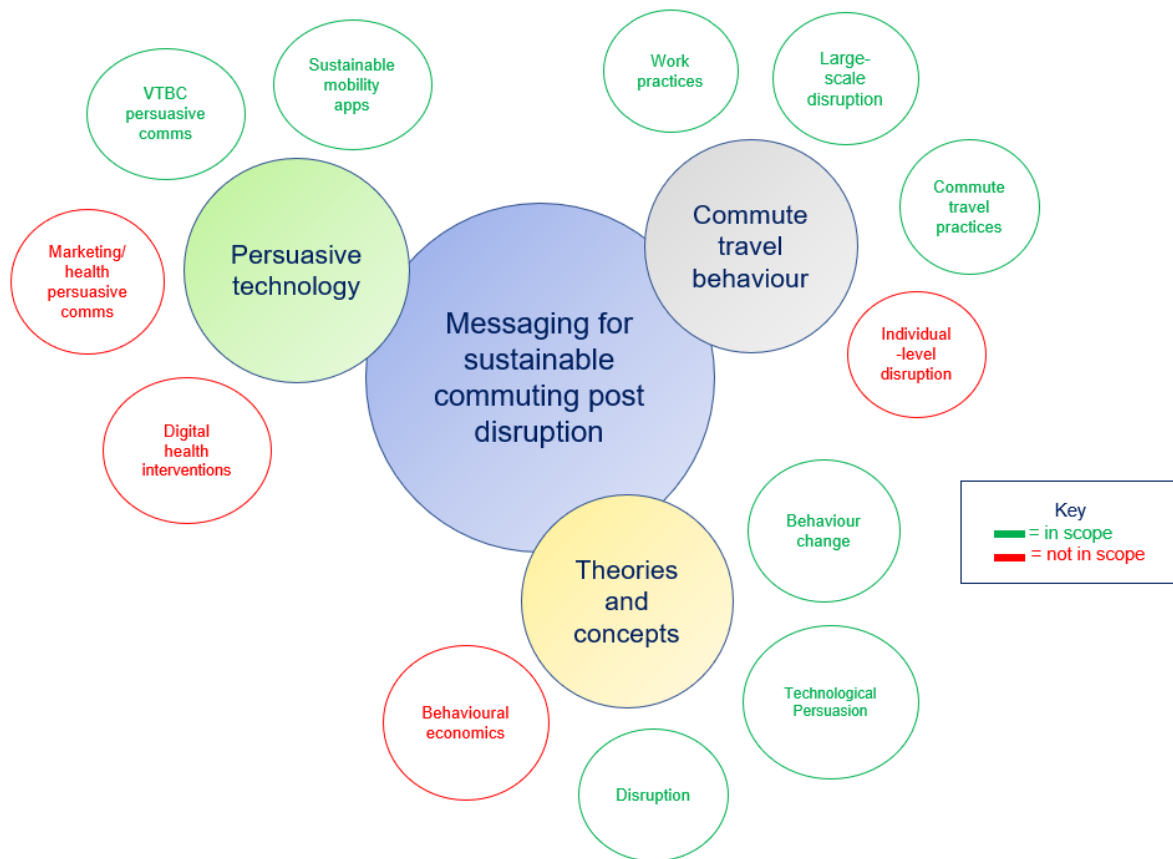 Sustainable
mobility
apps
VTBC
persuasive
comms
Marketing/
health
persuasive
comms
Digital
health
interventions
Persuasive
technology
Work
practices
Large-
scale
disruption
Commute
travel
practices
Individual
-level
disruption
Commute
travel
behaviour
Messaging for
sustainable
commuting post
disruption
Theories
and
concepts
Behaviour
change
Technological
Persuasion
Disruption
Behavioural
economics
Key
= in scope
= not in scope